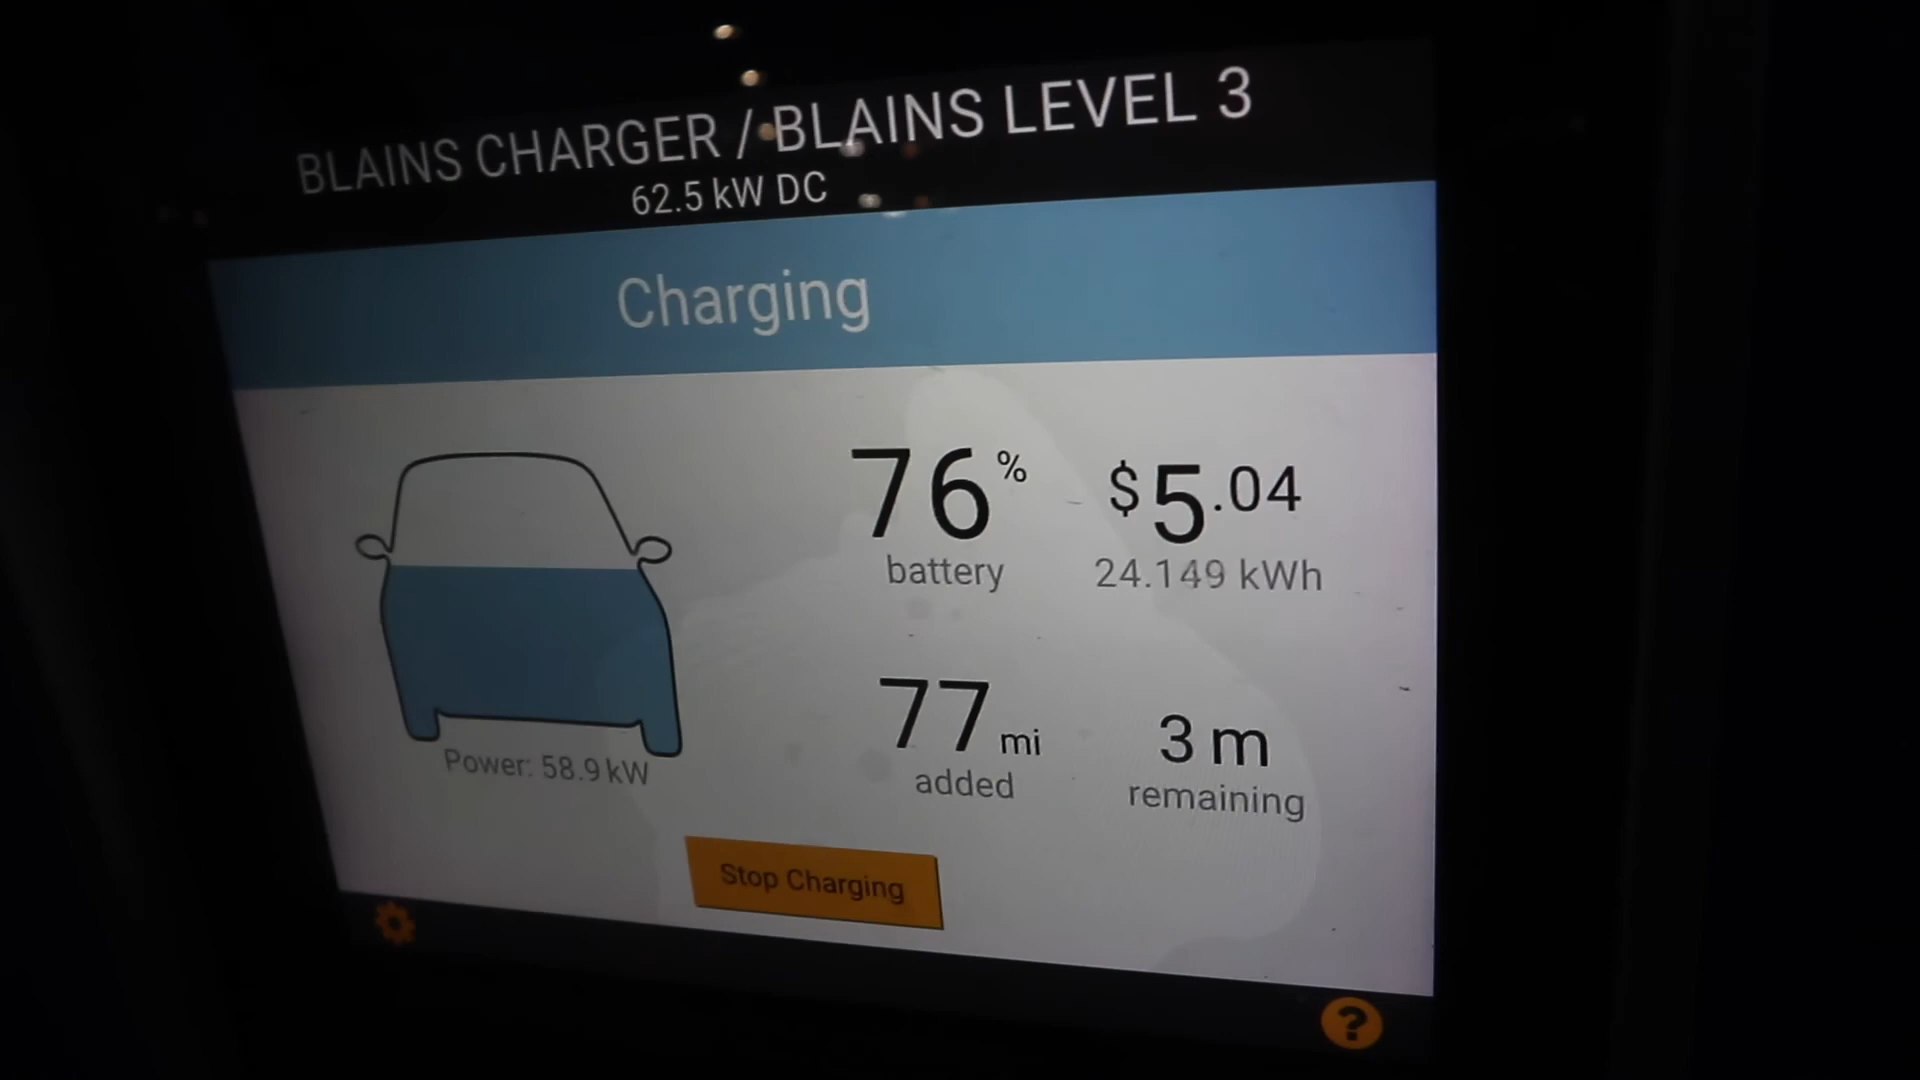 BLAINS CHARGER / BLAINS LEVEL 3
62.5 kW DC
Charging
76 %
battery
$5.04
24.149 kWh
77 mi
added
3 m
remaining
Power: 58.9 kW
Stop Charging
?